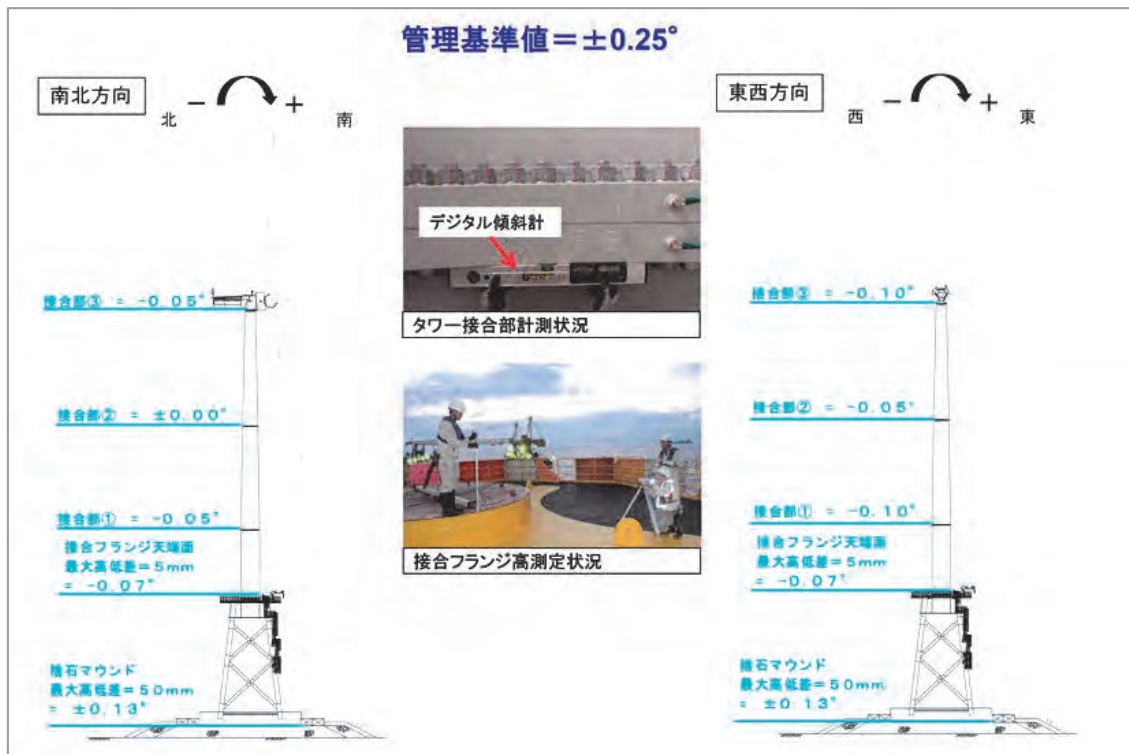 管理基準値＝±0.25°
南北方向
北
－
＋
南
接合部③ = -0.05°
接合部② = ±0.00°
接合部① = -0.05°
接合フランジ天端面
最大高低差=5mm
= -0.07°
捨石マウンド
最大高低差=50mm
= ±0.13°
デジタル傾斜計
タワー接合部計測状況
接合フランジ高測定状況
東西方向
西
－
＋
東
接合部③ = -0.10°
接合部② = -0.05°
接合部① = -0.10°
接合フランジ天端面
最大高低差=5mm
= -0.07°
捨石マウンド
最大高低差=50mm
= ±0.13°